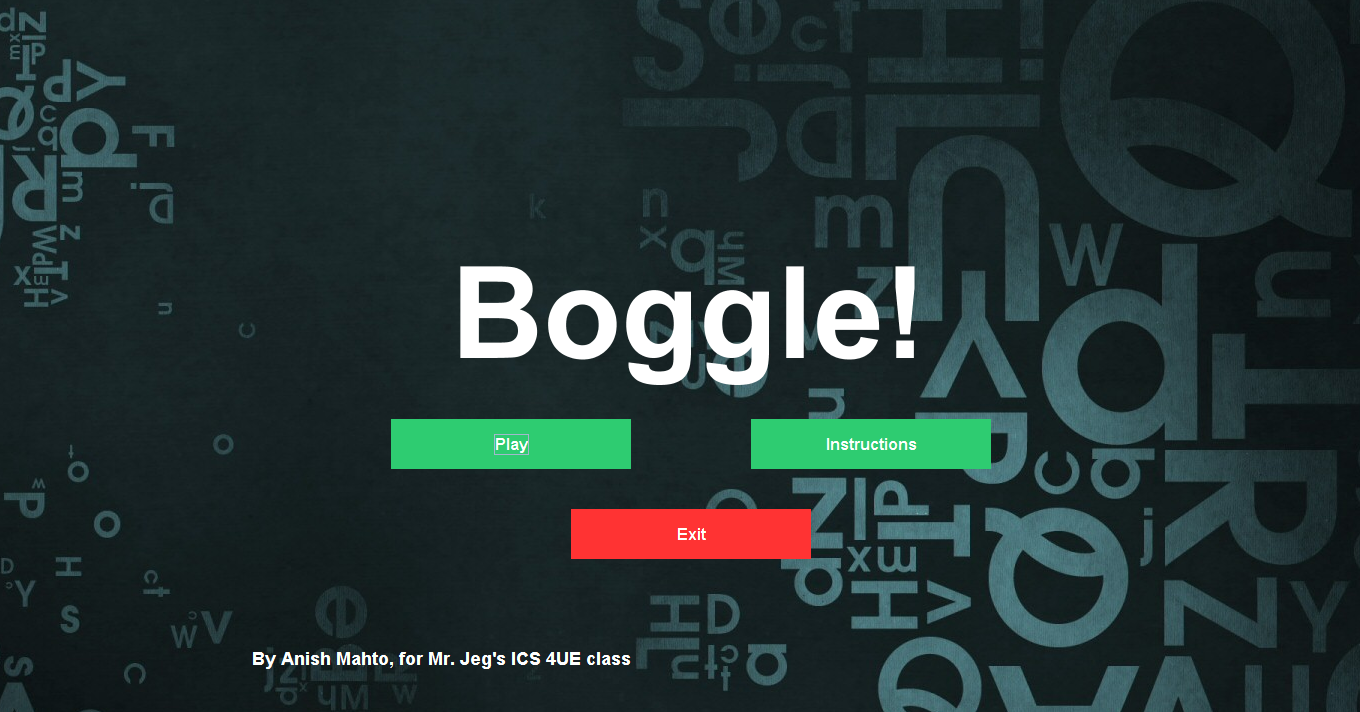 Boggle!
Play
Instructions
Exit
By Anish Mahto, for Mr. Jeg's ICS 4UE class